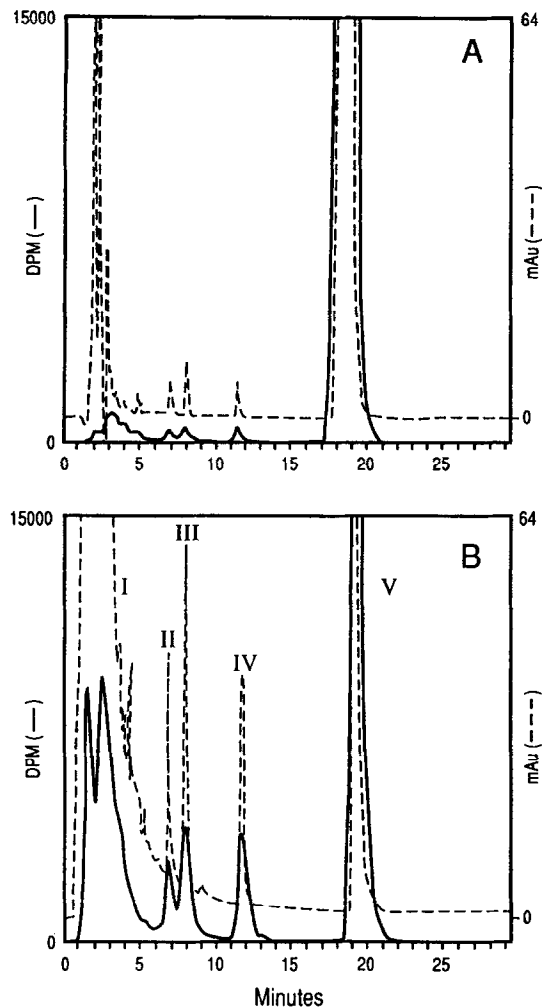 15000
64
A
DPM (—)
mAu (---)
0
0
0 5 10 15 20 25
15000
64
B
III
I
V
II
IV
DPM (—)
mAu (---)
0
0
0 5 10 15 20 25
Minutes